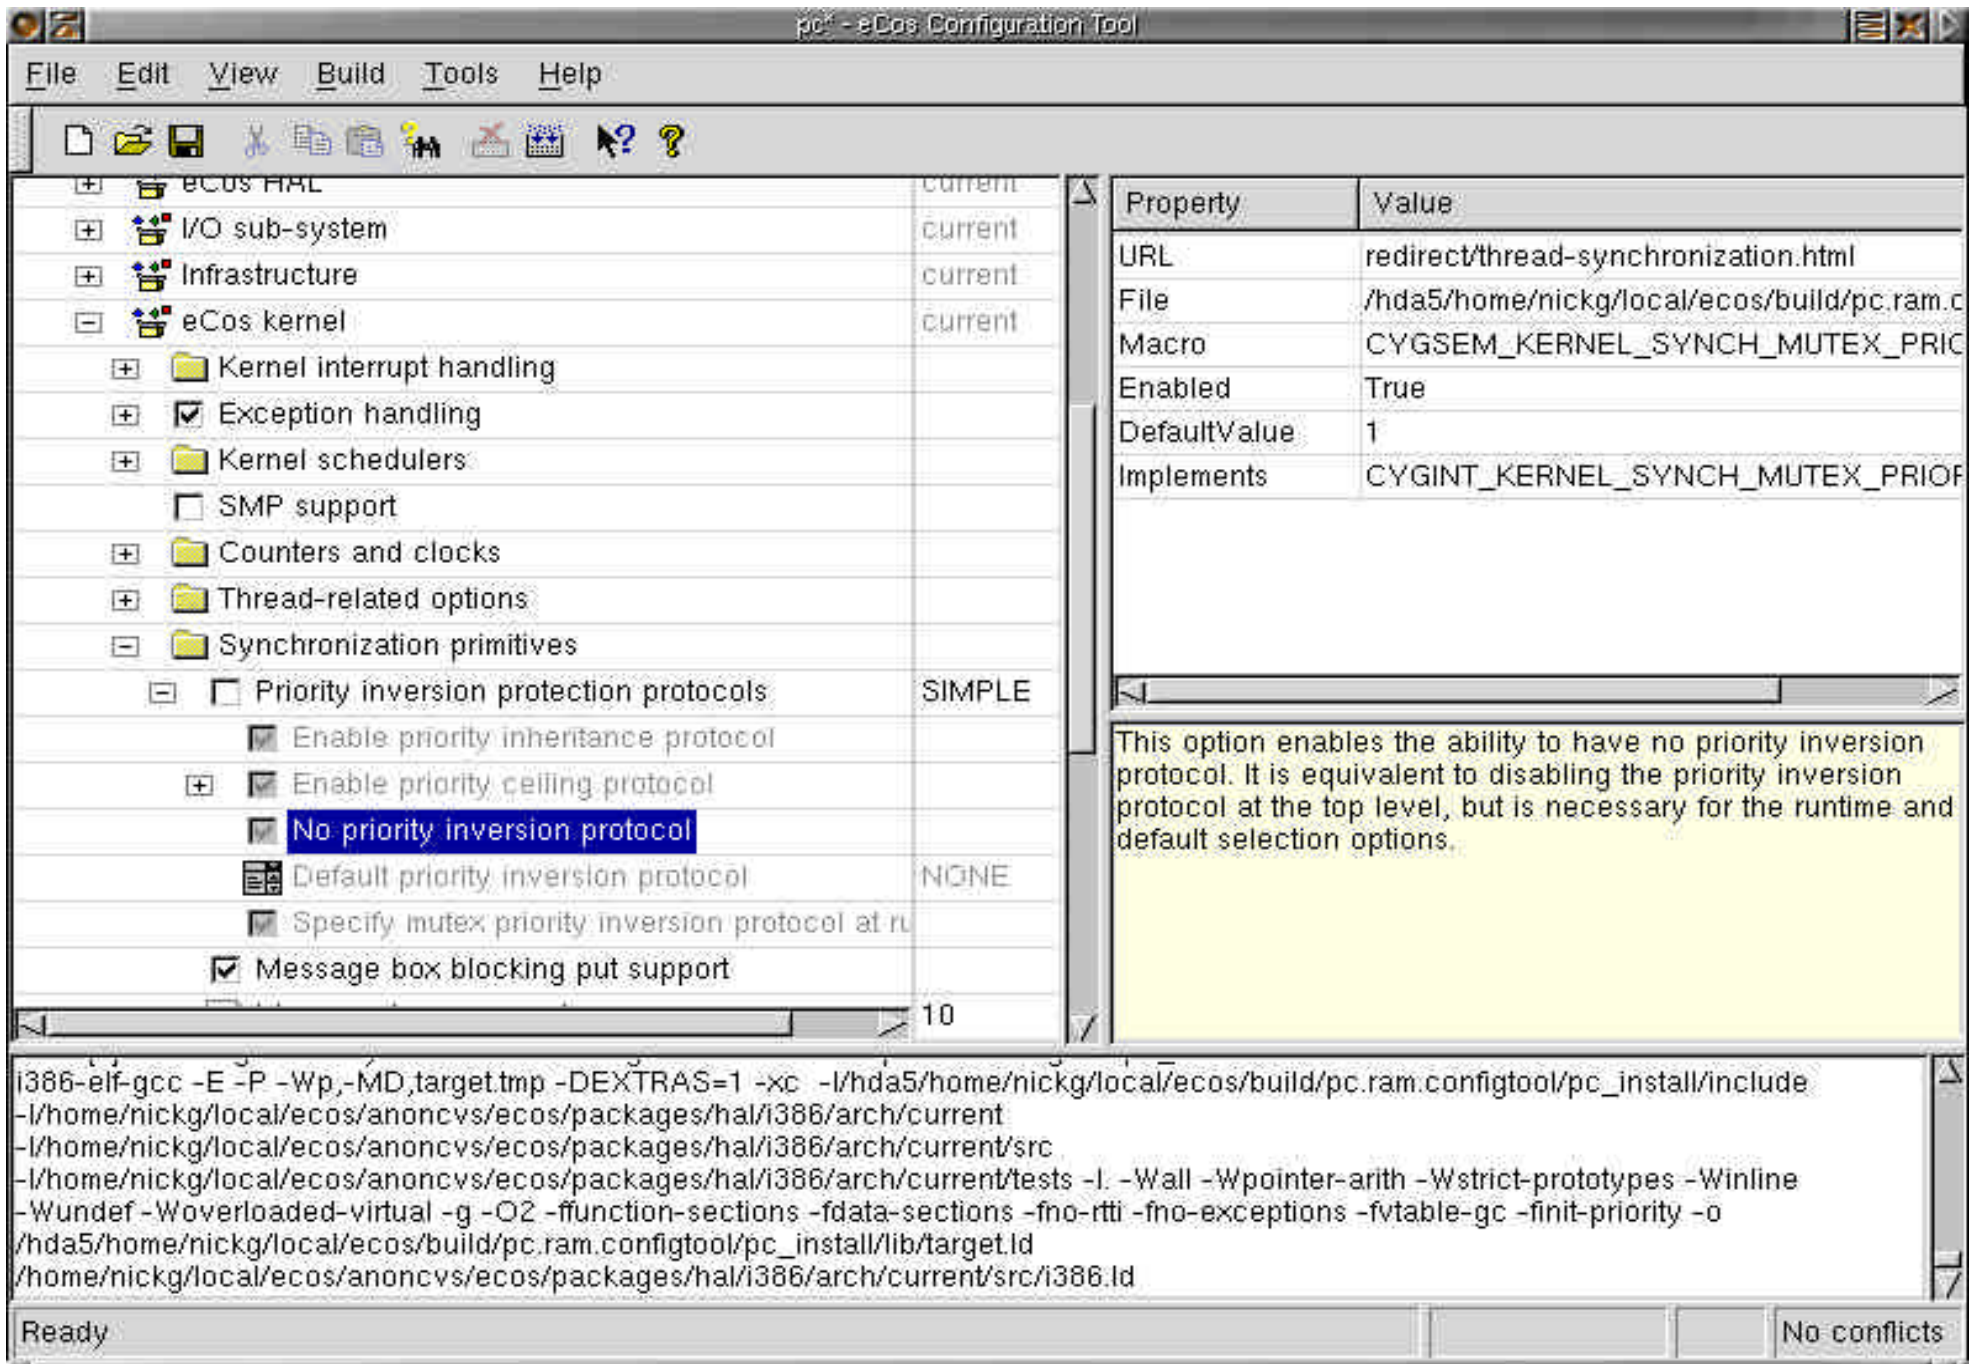 pc* - eCos Configuration Tool
File Edit View Build Tools Help
eCos HAL current
I/O sub-system current
Infrastructure current
eCos kernel current
Kernel interrupt handling
Exception handling
Kernel schedulers
SMP support
Counters and clocks
Thread-related options
Synchronization primitives
Priority inversion protection protocols SIMPLE
Enable priority inheritance protocol
Enable priority ceiling protocol
No priority inversion protocol
Default priority inversion protocol NONE
Specify mutex priority inversion protocol at ru
Message box blocking put support
10
Property Value
URL redirect/thread-synchronization.html
File /hda5/home/nickg/local/ecos/build/pc.ram.c
Macro CYGSEM_KERNEL_SYNCH_MUTEX_PRIO
Enabled True
DefaultValue 1
Implements CYGINT_KERNEL_SYNCH_MUTEX_PRIOR
This option enables the ability to have no priority inversion
protocol. It is equivalent to disabling the priority inversion
protocol at the top level, but is necessary for the runtime and
default selection options.
i386-elf-gcc -E -P -Wp,-MD,target.tmp -DEXTRAS=1 -xc -I/hda5/home/nickg/local/ecos/build/pc.ram.configtool/pc_install/include
-I/home/nickg/local/ecos/anoncvs/ecos/packages/hal/i386/arch/current
-I/home/nickg/local/ecos/anoncvs/ecos/packages/hal/i386/arch/current/src
-I/home/nickg/local/ecos/anoncvs/ecos/packages/hal/i386/arch/current/tests -I. -Wall -Wpointer-arith -Wstrict-prototypes -Winline
-Wundef -Woverloaded-virtual -g -O2 -ffunction-sections -fdata-sections -fno-rtti -fno-exceptions -fvtable-gc -finit-priority -o
/hda5/home/nickg/local/ecos/build/pc.ram.configtool/pc_install/lib/target.ld
/home/nickg/local/ecos/anoncvs/ecos/packages/hal/i386/arch/current/src/i386.ld
Ready No conflicts